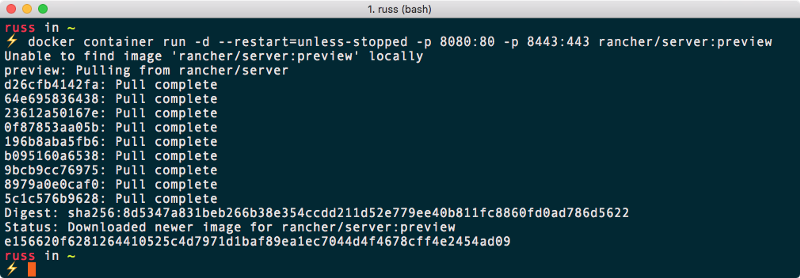 1. russ (bash)
russ in ~
⚡ docker container run -d --restart=unless-stopped -p 8080:80 -p 8443:443 rancher/server:preview
Unable to find image 'rancher/server:preview' locally
preview: Pulling from rancher/server
d26cfb4142fa: Pull complete
64e695836438: Pull complete
23612a50167e: Pull complete
0f87853aa05b: Pull complete
196b8aba5fb6: Pull complete
b095160a6538: Pull complete
9bcb9cc76975: Pull complete
8979a0e0caf0: Pull complete
5c1c576b9628: Pull complete
Digest: sha256:8d5347a831beb266b38e354ccdd211d52e779ee40b811fc8860fd0ad786d5622
Status: Downloaded newer image for rancher/server:preview
e156620f6281264410525c4d7971d1baf89ea1ec7044d4f4678cff4e2454ad09
russ in ~
⚡